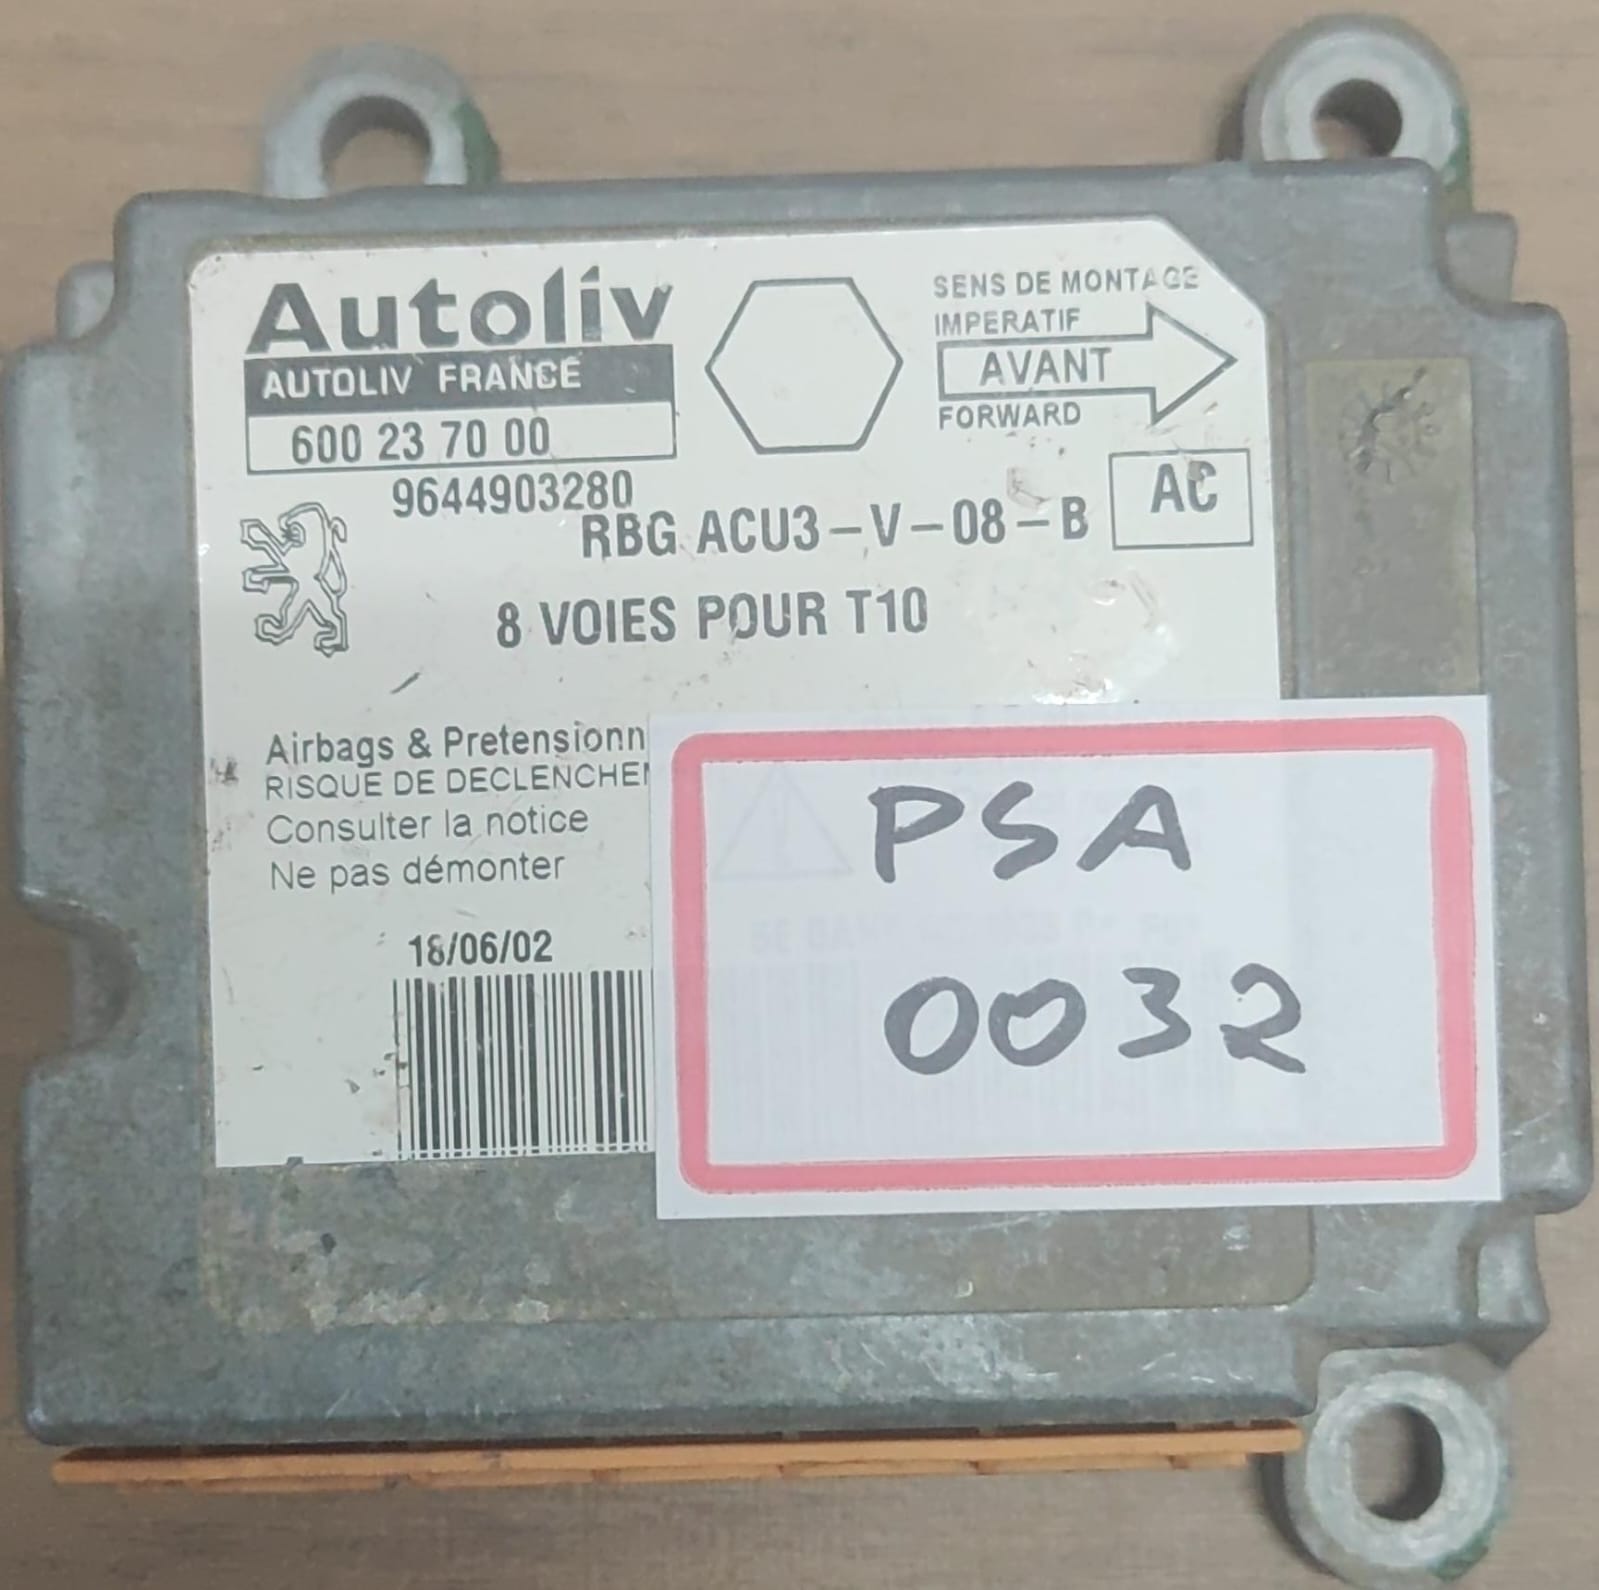 Autoliv
AUTOLIV FRANCE
600 23 70 00
SENS DE MONTAGE
IMPERATIF
AVANT
FORWARD
9644903280
RBG ACU3-V-08-B
AC
8 VOIES POUR T10
Airbags & Pretensionn
RISQUE DE DECLENCHE
Consulter la notice
Ne pas démonter
18/06/02
PSA
0032